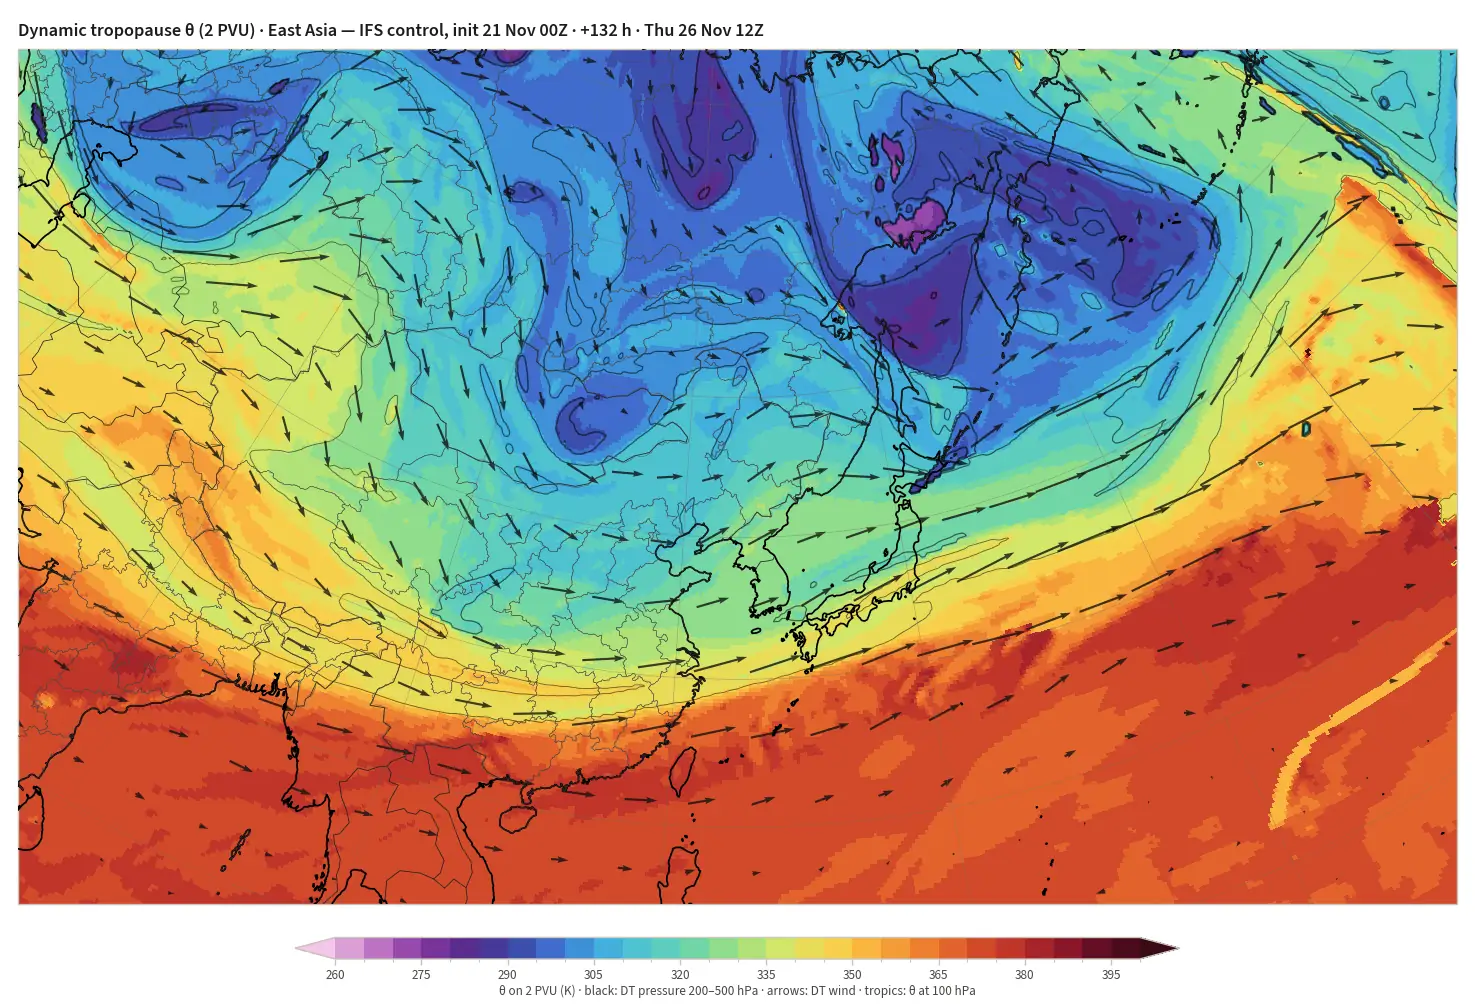 Dynamic tropopause θ (2 PVU) · East Asia — IFS control, init 21 Nov 00Z · +132 h · Thu 26 Nov 12Z
260 275 290 305 320 335 350 365 380 395
θ on 2 PVU (K) · black: DT pressure 200–500 hPa · arrows: DT wind · tropics: θ at 100 hPa